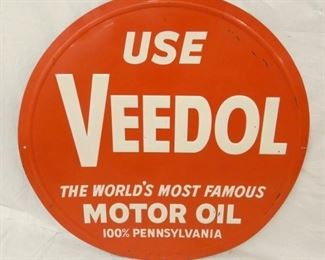 USE
VEEDOL
THE WORLD'S MOST FAMOUS
MOTOR OIL
100% PENNSYLVANIA